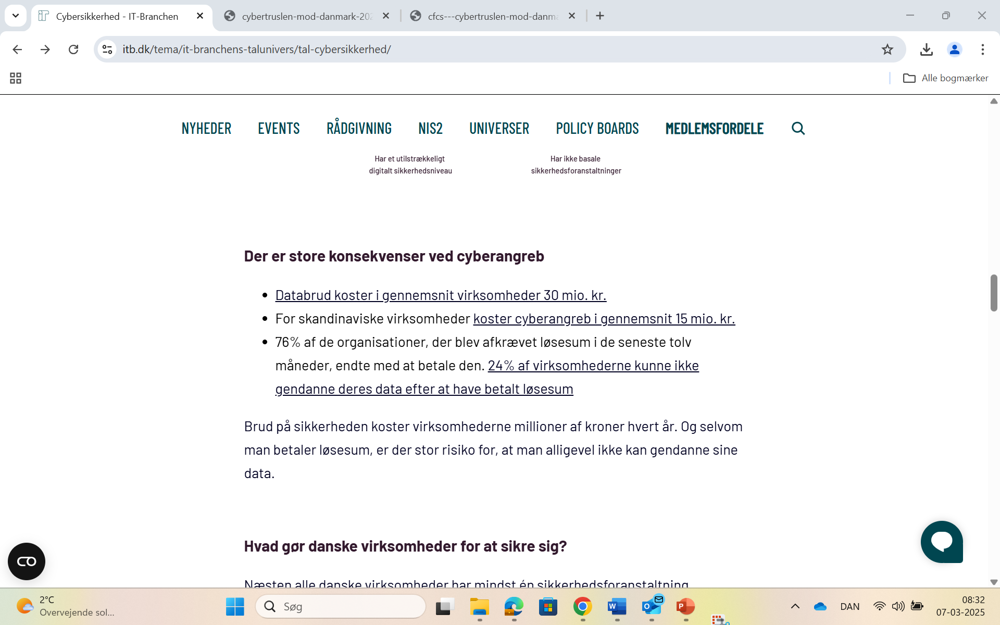 Cybersikkerhed - IT-Branchen
cybertruslen-mod-danmark-202
cfcs---cybertruslen-mod-danma
itb.dk/tema/it-branchens-talunivers/tal-cybersikkerhed/
Alle bogmærker
NYHEDER EVENTS RÅDGIVNING NIS2 UNIVERSER POLICY BOARDS MEDLEMSFORDELE
Har et utilstrækkeligt
digitalt sikkerhedsniveau
Har ikke basale
sikkerhedsforanstaltninger
Der er store konsekvenser ved cyberangreb
Databrud koster i gennemsnit virksomheder 30 mio. kr.
For skandinaviske virksomheder koster cyberangreb i gennemsnit 15 mio. kr.
76% af de organisationer, der blev afkrævet løsesum i de seneste tolv
måneder, endte med at betale den. 24% af virksomhederne kunne ikke
gendanne deres data efter at have betalt løsesum
Brud på sikkerheden koster virksomhederne millioner af kroner hvert år. Og selvom
man betaler løsesum, er der stor risiko for, at man alligevel ikke kan gendanne sine
data.
Hvad gør danske virksomheder for at sikre sig?
Næsten alle danske virksomheder har mindst én sikkerhedsforanstaltning
2°C
Overvejende sol...
Søg
DAN
08:32
07-03-2025